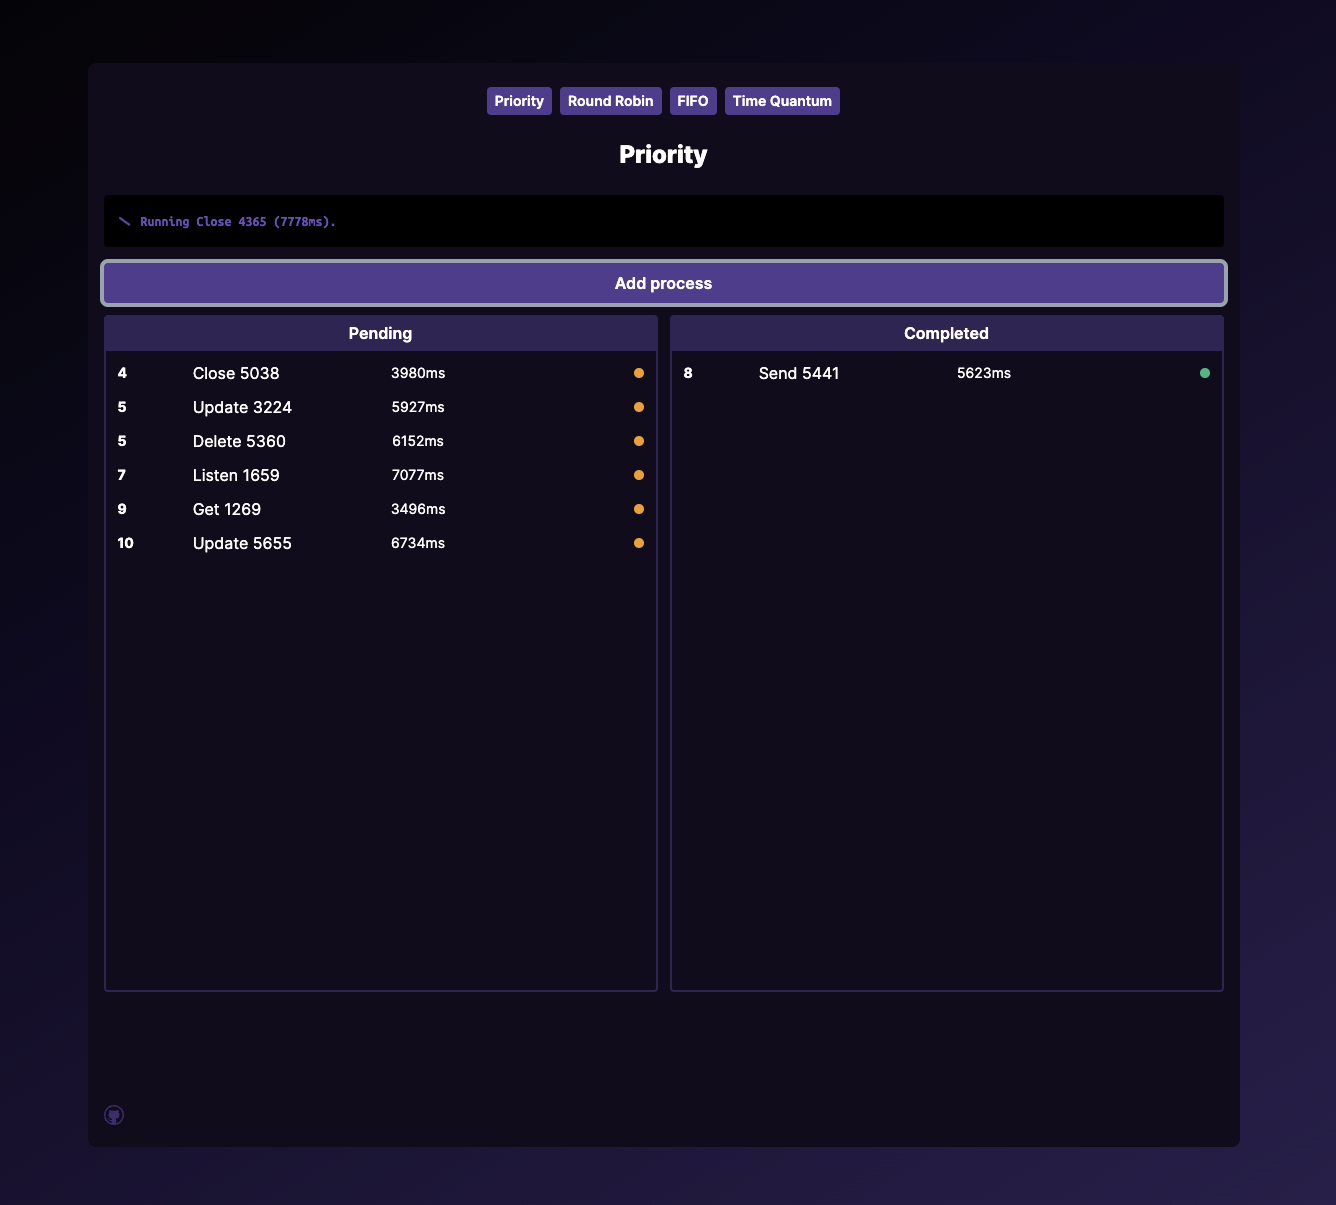 Priority Round Robin FIFO Time Quantum
Priority
Running Close 4365 (7778ms).
Add process
Pending
4 Close 5038 3980ms
5 Update 3224 5927ms
5 Delete 5360 6152ms
7 Listen 1659 7077ms
9 Get 1269 3496ms
10 Update 5655 6734ms
Completed
8 Send 5441 5623ms